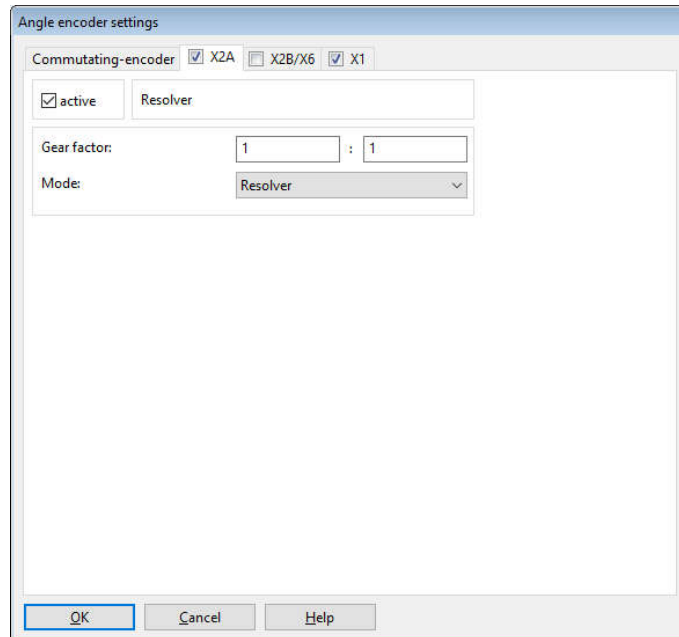 Angle encoder settings
Commutating-encoder X2A X2B/X6 X1
active Resolver
Gear factor: 1 : 1
Mode: Resolver
OK Cancel Help